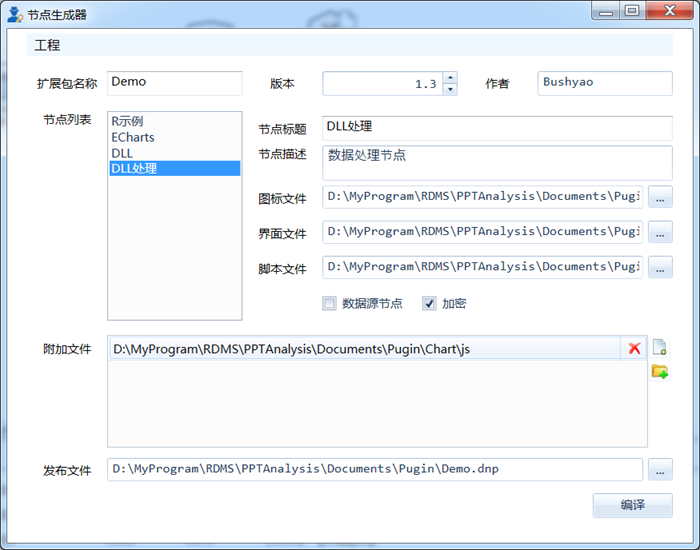 节点生成器
工程
扩展包名称 Demo 版本 1.3 作者 Bushyao
节点列表
R示例
ECharts
DLL
DLL处理
节点标题 DLL处理
节点描述 数据处理节点
图标文件 D:\MyProgram\RDMS\PPTAnalysis\Documents\Pugi ...
界面文件 D:\MyProgram\RDMS\PPTAnalysis\Documents\Pugi ...
脚本文件 D:\MyProgram\RDMS\PPTAnalysis\Documents\Pugi ...
数据源节点 加密
附加文件 D:\MyProgram\RDMS\PPTAnalysis\Documents\Pugin\Chart\js
发布文件 D:\MyProgram\RDMS\PPTAnalysis\Documents\Pugin\Demo.dnp ...
编译